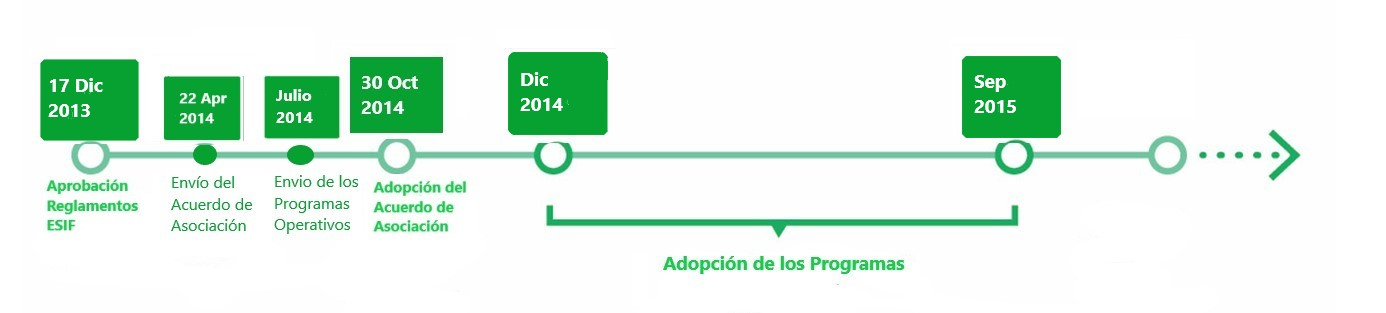 17 Dic
2013
22 Apr
2014
Julio
2014
30 Oct
2014
Dic
2014
Sep
2015
Aprobación
Reglamentos
ESIF
Envío del
Acuerdo de
Asociación
Envio de los
Programas
Operativos
Adopción del
Acuerdo de
Asociación
Adopción de los Programas